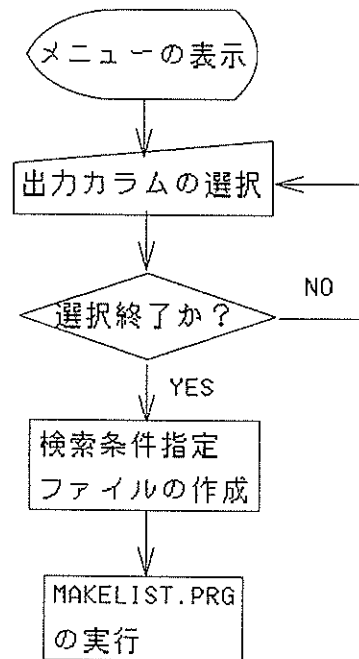 メニューの表示
出力カラムの選択
選択終了か？
NO
YES
検索条件指定
ファイルの作成
MAKELIST.PRG
の実行